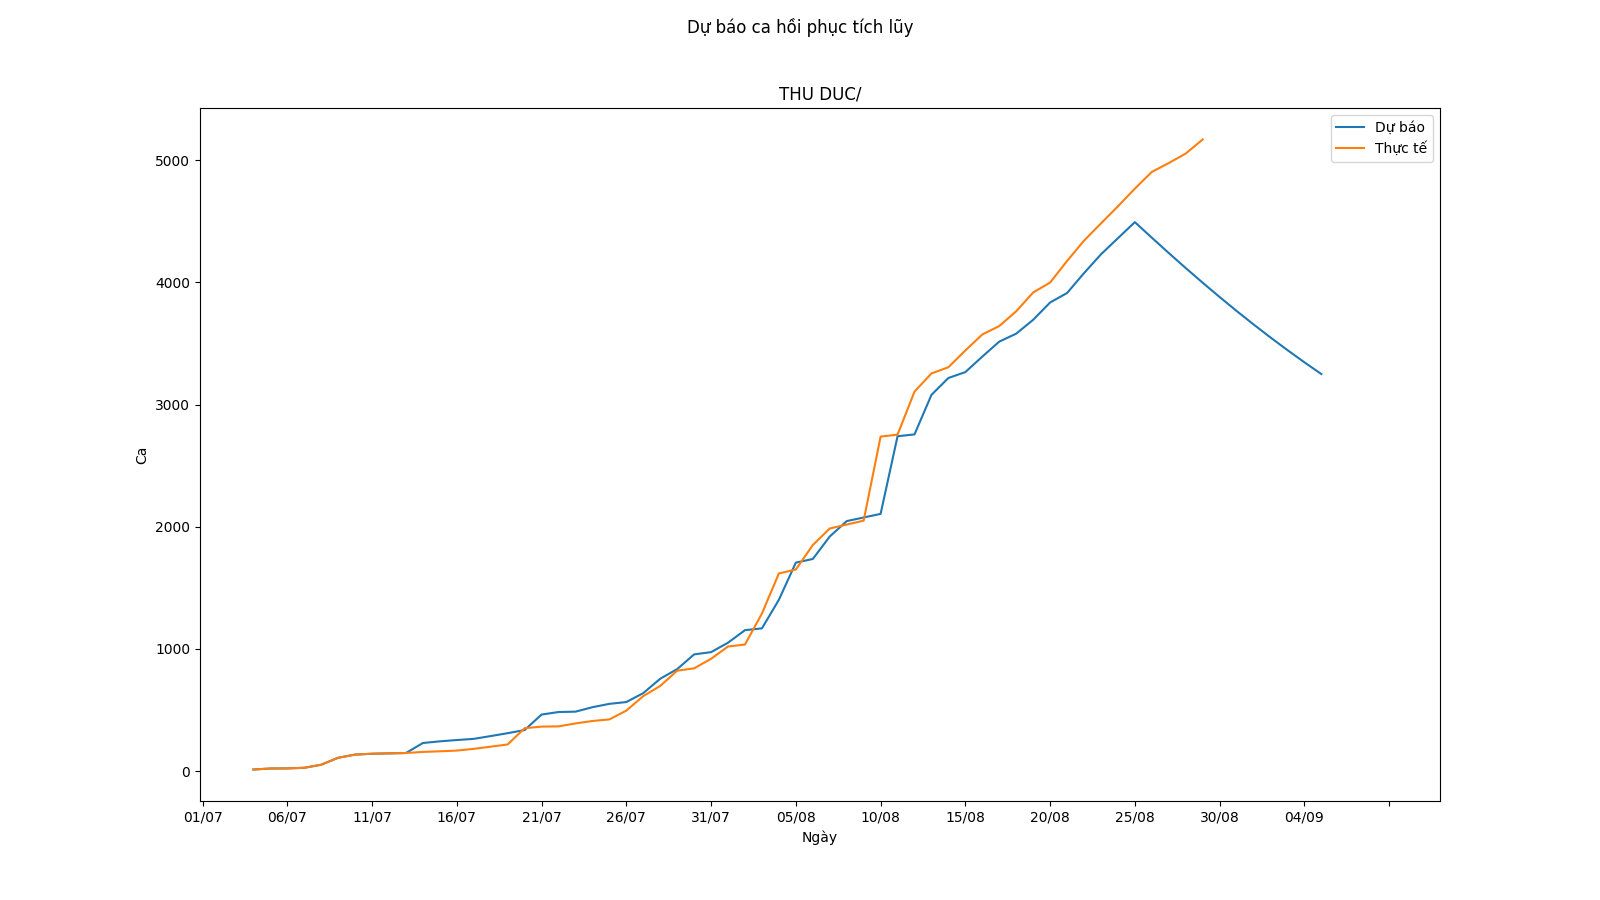 Dự báo ca hồi phục tích lũy
THU DUC/
Dự báo
Thực tế
5000
4000
3000
2000
1000
0
Ca
01/07 06/07 11/07 16/07 21/07 26/07 31/07 05/08 10/08 15/08 20/08 25/08 30/08 04/09
Ngày